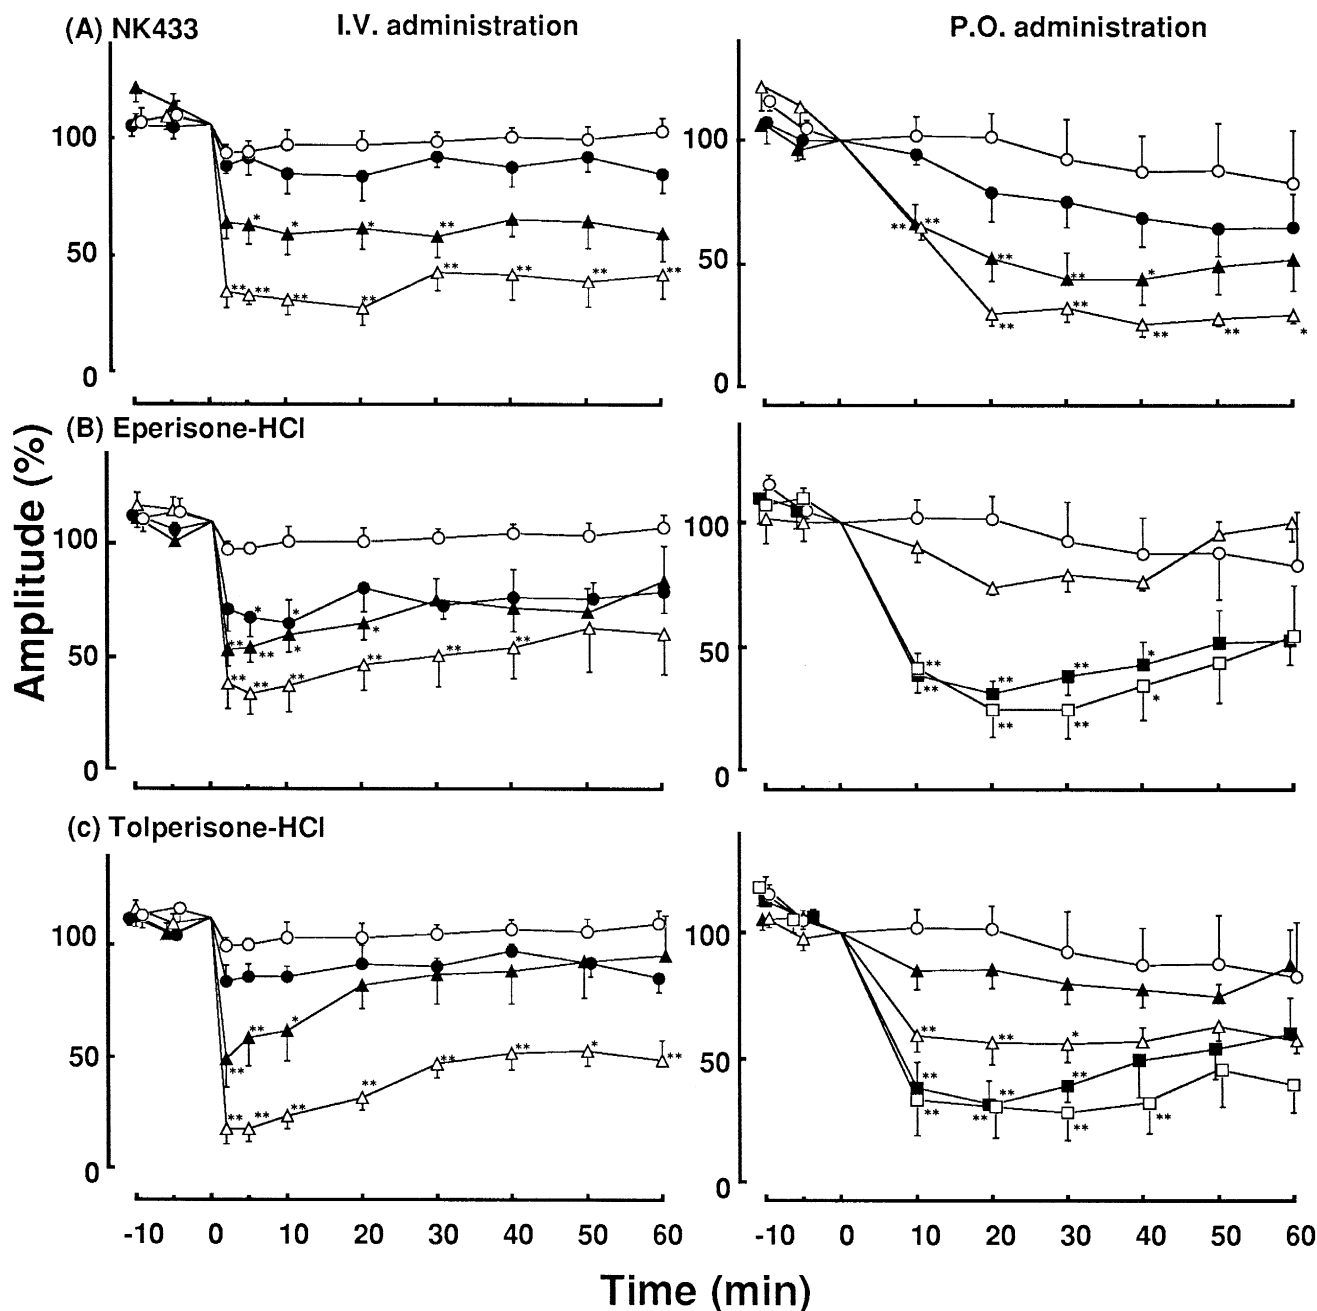 (A) NK433
I.V. administration
P.O. administration
100
50
0
100
50
0
(B) Eperisone-HCl
100
50
0
100
50
0
(c) Tolperisone-HCl
100
50
0
100
50
0
Amplitude (%)
-10 0 10 20 30 40 50 60
-10 0 10 20 30 40 50 60
Time (min)